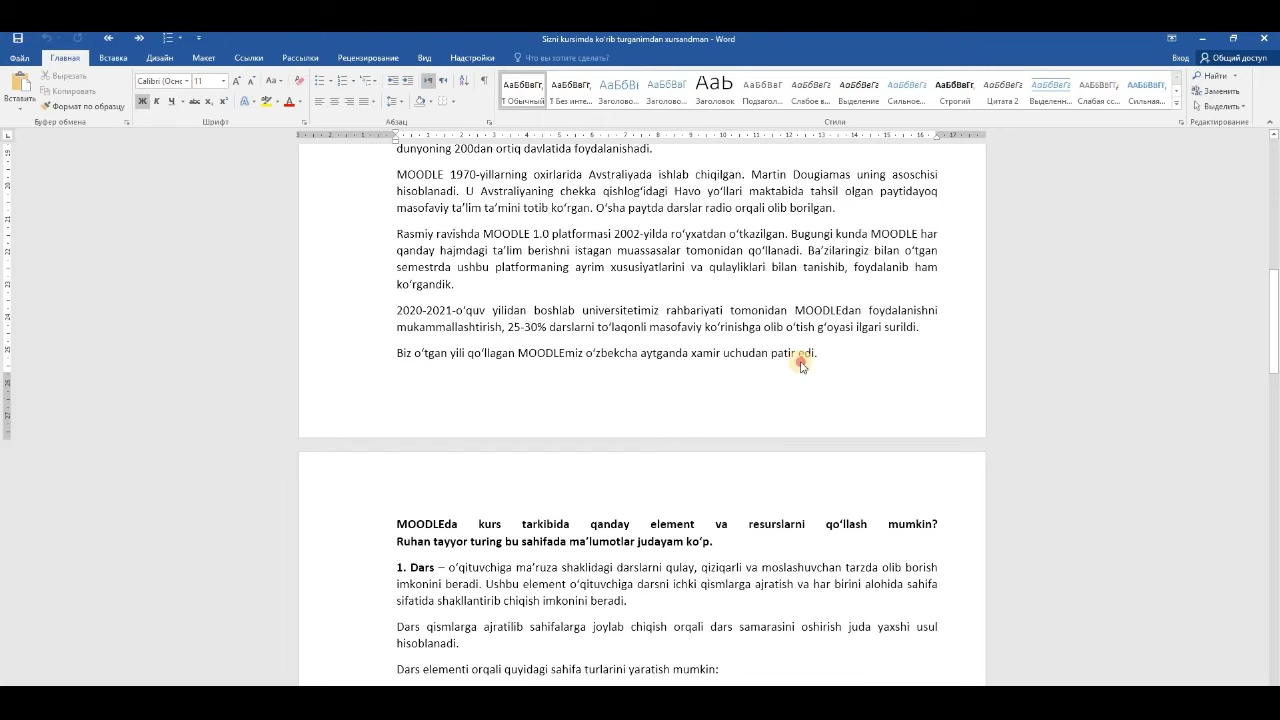 Sizni kursimda ko‘rib turganimdan xursandman - Word
Файл Главная Вставка Дизайн Макет Ссылки Рассылки Рецензирование Вид Надстройки Что вы хотите сделать? Вход Общий доступ
Вставить
Вырезать
Копировать
Формат по образцу
Буфер обмена
Calibri (Оснс 11
Шрифт
Абзац
АаБбВвГг, АаБбВвГг, АаБбВ АаБбВвГ Aab АаБбВвГ АаБбВвГг АаБбВвГг АаБбВвГг АаБбВвГг, АаБбВвГг АаБбВвГг АаБбВвГг, АаБбВвГг,
¶ Обычный ¶ Без инте... Заголово... Заголово... Заголовок Подзагол... Слабое в... Выделение Сильное... Строгий Цитата 2 Выделенн... Слабая сс... Сильная...
Стили
Найти
Заменить
Выделить
Редактирование
dunyoning 200dan ortiq davlatida foydalanishadi.
MOODLE 1970-yillarning oxirlarida Avstraliyada ishlab chiqilgan. Martin Dougiamas uning asoschisi
hisoblanadi. U Avstraliyaning chekka qishlog‘idagi Havo yo‘llari maktabida tahsil olgan paytidayoq
masofaviy ta’lim ta’mini totib ko‘rgan. O‘sha paytda darslar radio orqali olib borilgan.
Rasmiy ravishda MOODLE 1.0 platformasi 2002-yilda ro‘yxatdan o‘tkazilgan. Bugungi kunda MOODLE har
qanday hajmdagi ta’lim berishni istagan muassasalar tomonidan qo‘llanadi. Ba’zilaringiz bilan o‘tgan
semestrda ushbu platformaning ayrim xususiyatlarini va qulayliklari bilan tanishib, foydalanib ham
ko‘rgandik.
2020-2021-o‘quv yilidan boshlab universitetimiz rahbariyati tomonidan MOODLEdan foydalanishni
mukammallashtirish, 25-30% darslarni to‘laqonli masofaviy ko‘rinishga olib o‘tish g‘oyasi ilgari surildi.
Biz o‘tgan yili qo‘llagan MOODLEmiz o‘zbekcha aytganda xamir uchudan patir edi.
MOODLEda kurs tarkibida qanday element va resurslarni qo‘llash mumkin?
Ruhan tayyor turing bu sahifada ma’lumotlar judayam ko‘p.
1. Dars – o‘qituvchiga ma’ruza shaklidagi darslarni qulay, qiziqarli va moslashuvchan tarzda olib borish
imkonini beradi. Ushbu element o‘qituvchiga darsni ichki qismlarga ajratish va har birini alohida sahifa
sifatida shakllantirib chiqish imkonini beradi.
Dars qismlarga ajratilib sahifalarga joylab chiqish orqali dars samarasini oshirish juda yaxshi usul
hisoblanadi.
Dars elementi orqali quyidagi sahifa turlarini yaratish mumkin: